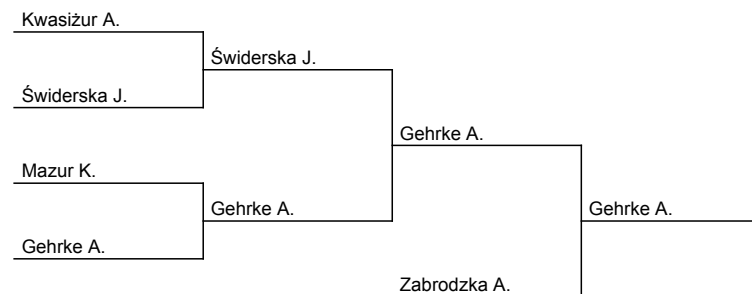 Kwasiżur A.
Świderska J.
Świderska J.
Gehrke A.
Mazur K.
Gehrke A.
Gehrke A.
Gehrke A.
Zabrodzka A.